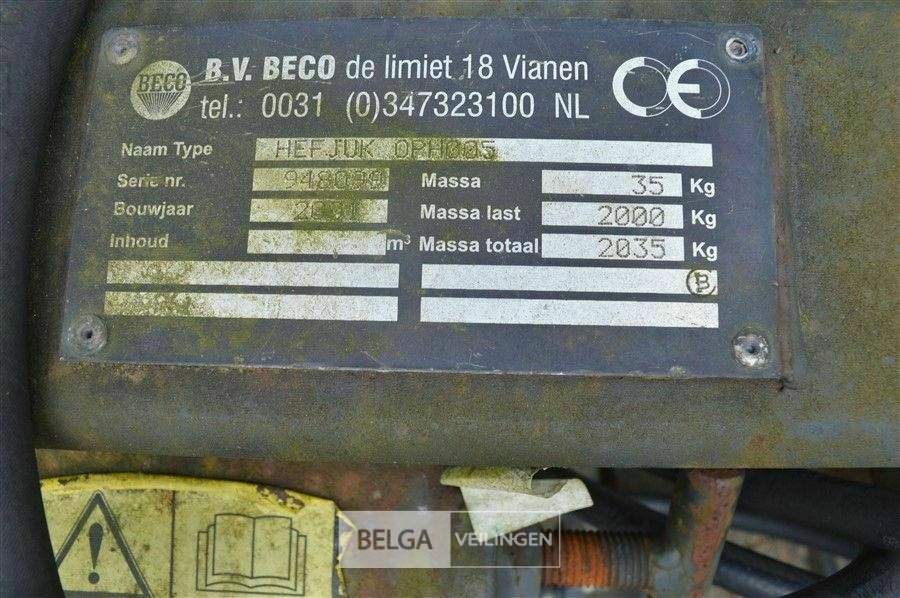 BECO
B.V. BECO de limiet 18 Vianen
tel.: 0031 (0)347323100 NL
CE
Naam Type HEFJUK OPH005
Serie nr. Massa 35 Kg
Bouwjaar Massa last 2000 Kg
Inhoud m³ Massa totaal 2035 Kg
B
BELGA VEILINGEN